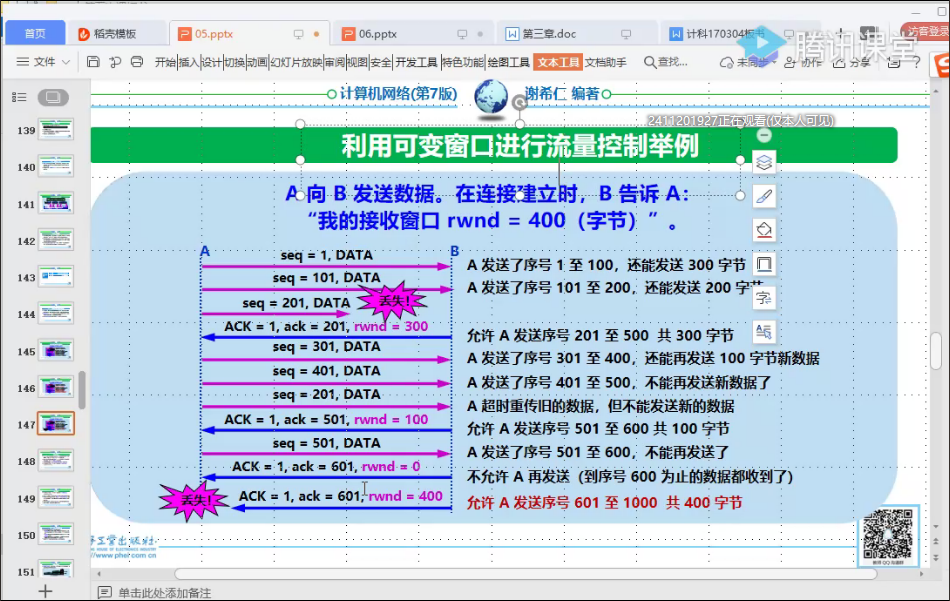 首页
稻壳模板
05.pptx
06.pptx
第三章.doc
计科170304板书
访客登录
腾讯课堂
文件
开始
插入
设计
切换
动画
幻灯片放映
审阅
视图
安全
开发工具
特色功能
绘图工具
文本工具
文档助手
查找...
未同步
协作
分享
计算机网络(第7版)
谢希仁 编著
2411201927正在观看(仅本人可见)
利用可变窗口进行流量控制举例
A 向 B 发送数据。在连接建立时，B 告诉 A：
“我的接收窗口 rwnd = 400（字节）”。
A
B
seq = 1, DATA
A 发送了序号 1 至 100，还能发送 300 字节
seq = 101, DATA
A 发送了序号 101 至 200，还能发送 200 字节
seq = 201, DATA
丢失!
ACK = 1, ack = 201, rwnd = 300
允许 A 发送序号 201 至 500 共 300 字节
seq = 301, DATA
A 发送了序号 301 至 400，还能再发送 100 字节新数据
seq = 401, DATA
A 发送了序号 401 至 500，不能再发送新数据了
seq = 201, DATA
A 超时重传旧的数据，但不能发送新的数据
ACK = 1, ack = 501, rwnd = 100
允许 A 发送序号 501 至 600 共 100 字节
seq = 501, DATA
A 发送了序号 501 至 600，不能再发送了
ACK = 1, ack = 601, rwnd = 0
不允许 A 再发送（到序号 600 为止的数据都收到了）
丢失!
ACK = 1, ack = 601, rwnd = 400
允许 A 发送序号 601 至 1000 共 400 字节
139
140
141
142
143
144
145
146
147
148
149
150
151
单击此处添加备注